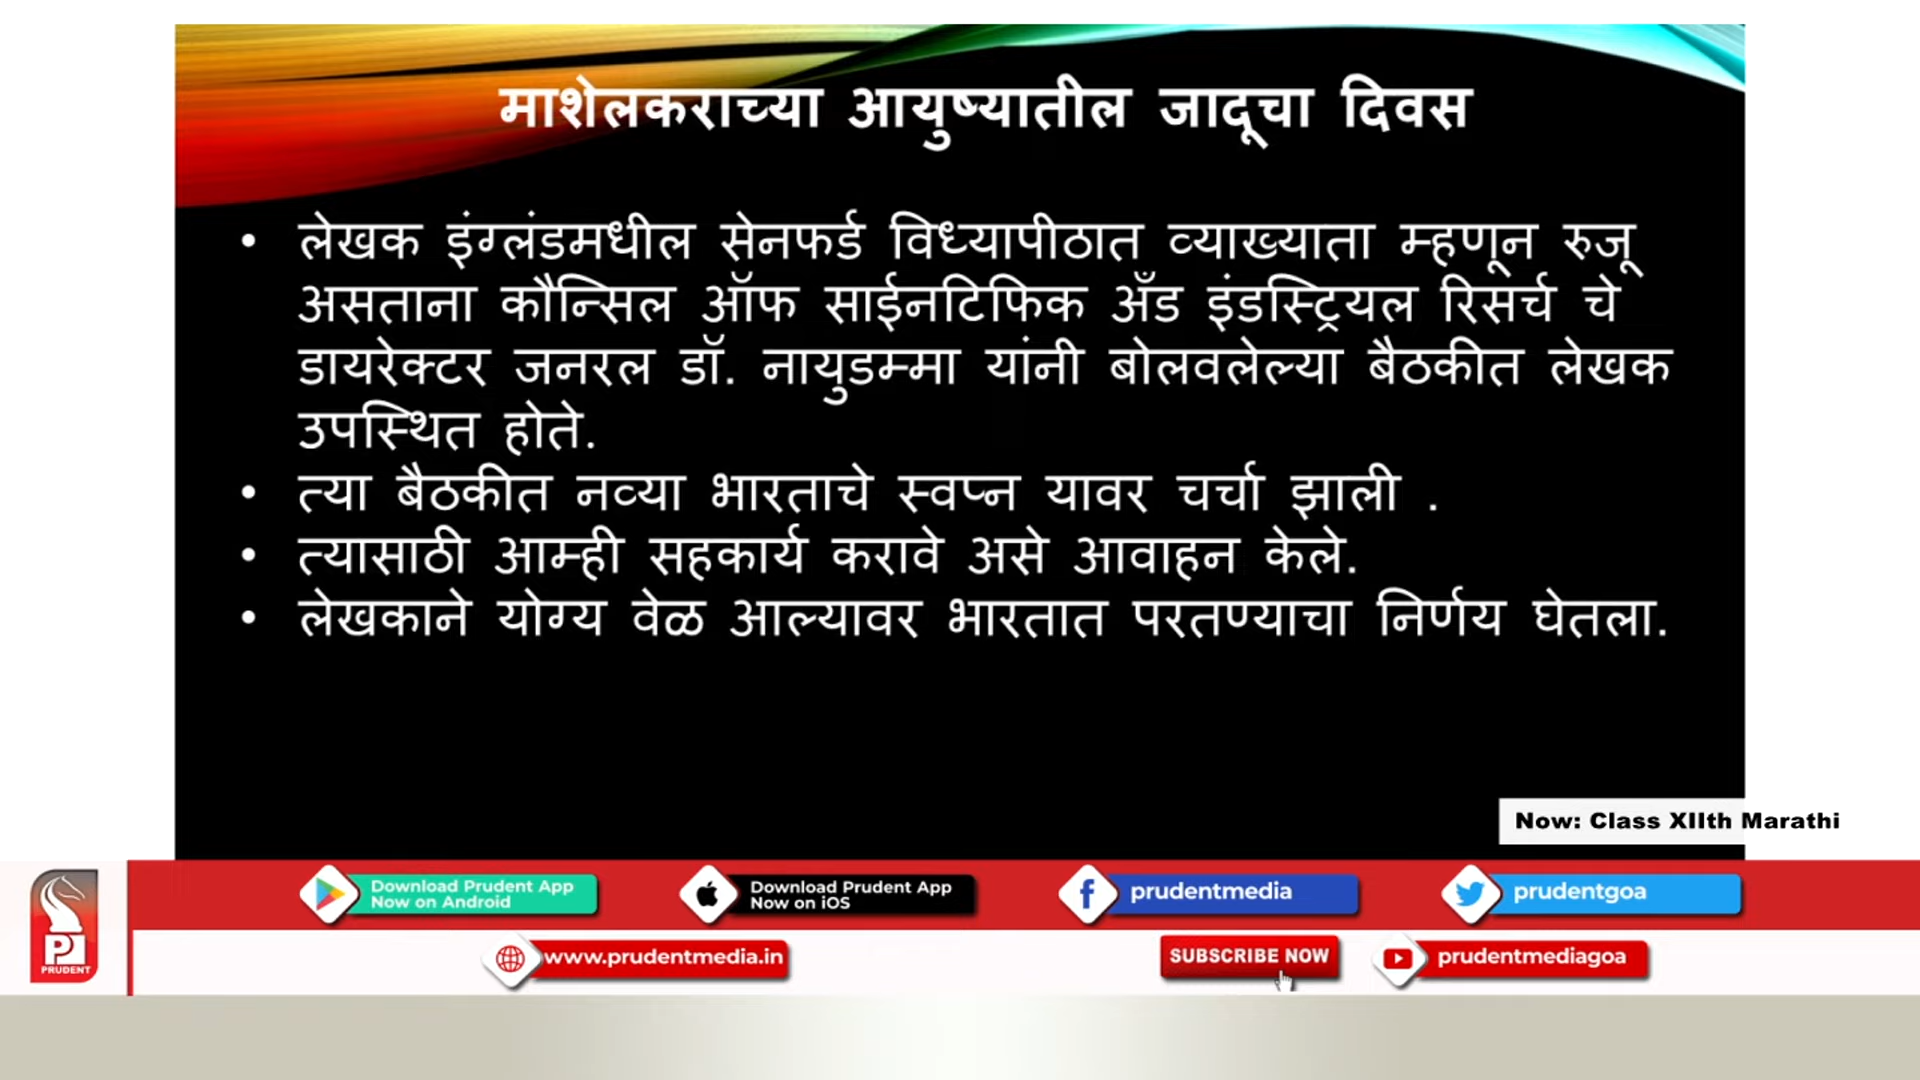 माशेलकराच्या आयुष्यातील जादूचा दिवस
• लेखक इंग्लंडमधील सेनफर्ड विध्यापीठात व्याख्याता म्हणून रुजू
असताना कौन्सिल ऑफ साईनटिफिक अँड इंडस्ट्रियल रिसर्च चे
डायरेक्टर जनरल डॉ. नायुडम्मा यांनी बोलवलेल्या बैठकीत लेखक
उपस्थित होते.
• त्या बैठकीत नव्या भारताचे स्वप्न यावर चर्चा झाली .
• त्यासाठी आम्ही सहकार्य करावे असे आवाहन केले.
• लेखकाने योग्य वेळ आल्यावर भारतात परतण्याचा निर्णय घेतला.
Now: Class XIIth Marathi
Download Prudent App
Now on Android
Download Prudent App
Now on iOS
prudentmedia
prudentgoa
PRUDENT
www.prudentmedia.in
SUBSCRIBE NOW
prudentmediagoa